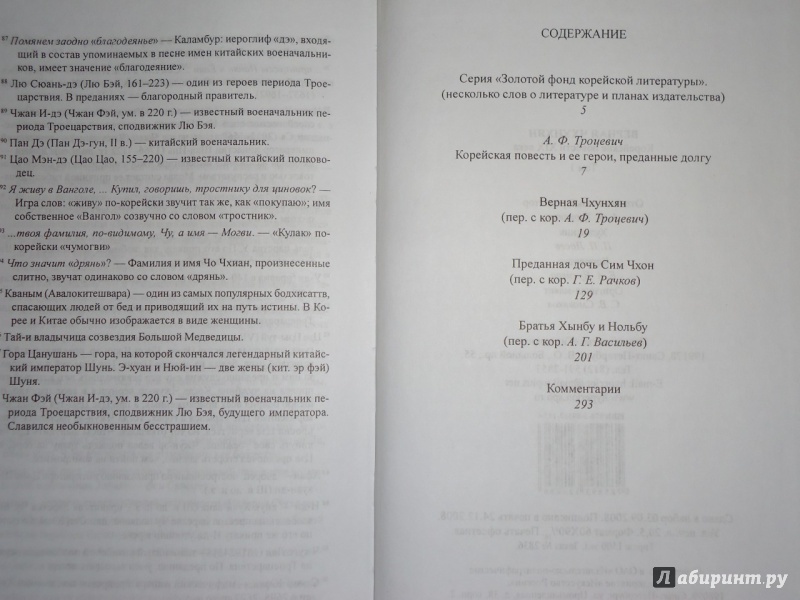 87 Помянем заодно «благодеянье» — Каламбур: иероглиф «дэ», входя-
щий в состав упоминаемых в песне имен китайских военачальни-
ков, имеет значение «благодеяние».
88 Лю Сюань-дэ (Лю Бэй, 161–223) — один из героев периода Трое-
царствия. В преданиях — благородный правитель.
89 Чжан И-дэ (Чжан Фэй, ум. в 220 г.) — известный военачальник пе-
риода Троецарствия, сподвижник Лю Бэя.
90 Пан Дэ (Пан Дэ-гун, II в.) — китайский военачальник.
91 Цао Мэн-дэ (Цао Цао, 155–220) — известный китайский полково-
дец.
92 Я живу в Ванголе, ... Купил, говоришь, тростнику для циновок? —
Игра слов: «живу» по-корейски звучит так же, как «покупаю»; имя
собственное «Вангол» созвучно со словом «тростник».
...твоя фамилия, по-видимому, Чу, а имя — Могви. — «Кулак» по-
корейски «чумогви»
Что значит «дрянь»? — Фамилия и имя Чо Чхиан, произнесенные
слитно, звучат одинаково со словом «дрянь».
Кваным (Авалокитешвара) — один из самых популярных бодхисаттв,
спасающих людей от бед и приводящих их на путь истины. В Ко-
рее и Китае обычно изображается в виде женщины.
Тай-и владычица созвездия Большой Медведицы.
Гора Цанушань — гора, на которой скончался легендарный китай-
ский император Шунь. Э-хуан и Нюй-ин — две жены (кит. эр фэй)
Шуня.
Чжан Фэй (Чжан И-дэ, ум. в 220 г.) — известный военачальник пе-
риода Троецарствия, сподвижник Лю Бэя, будущего императора.
Славился необыкновенным бесстрашием.
СОДЕРЖАНИЕ
Серия «Золотой фонд корейской литературы».
(несколько слов о литературе и планах издательства)
5
А. Ф. Троцевич
Корейская повесть и ее герои, преданные долгу
7
Верная Чхунхян
(пер. с кор. А. Ф. Троцевич)
19
Преданная дочь Сим Чхон
(пер. с кор. Г. Е. Рачков)
129
Братья Хынбу и Нольбу
(пер. с кор. А. Г. Васильев)
201
Комментарии
293
Лабиринт.ру